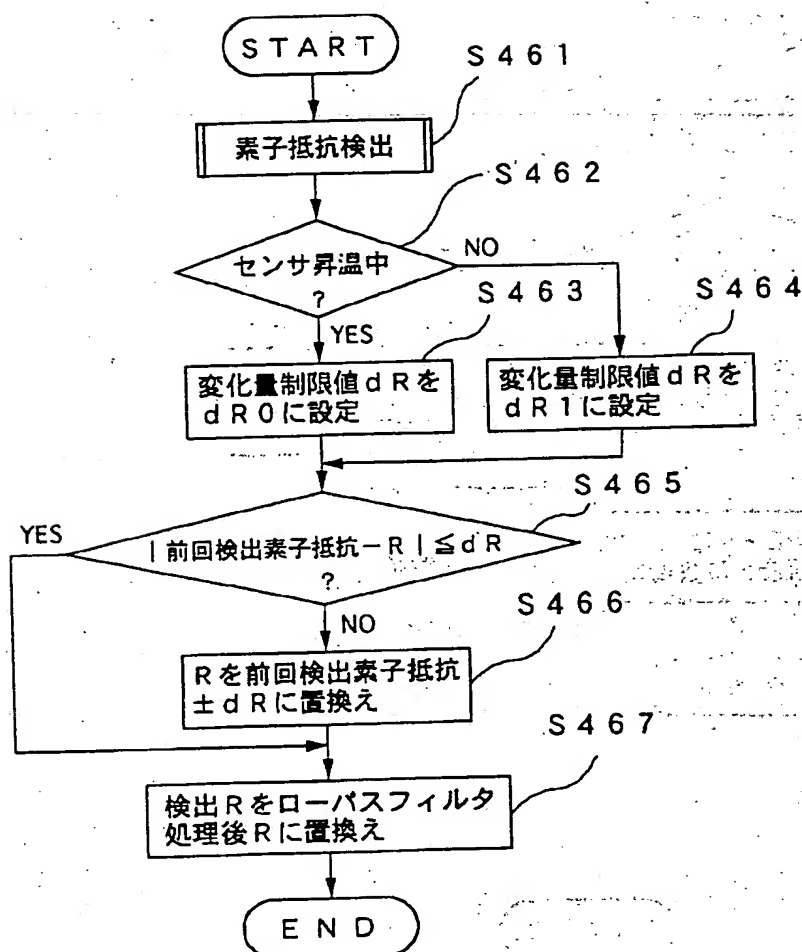 START
S461
素子抵抗検出
S462
センサ昇温中
?
NO
YES
S463
S464
変化量制限値dRを
dR0に設定
変化量制限値dRを
dR1に設定
S465
YES
|前回検出素子抵抗-R|≦dR
?
NO
S466
Rを前回検出素子抵抗
±dRに置換え
S467
検出Rをローパスフィルタ
処理後Rに置換え
END